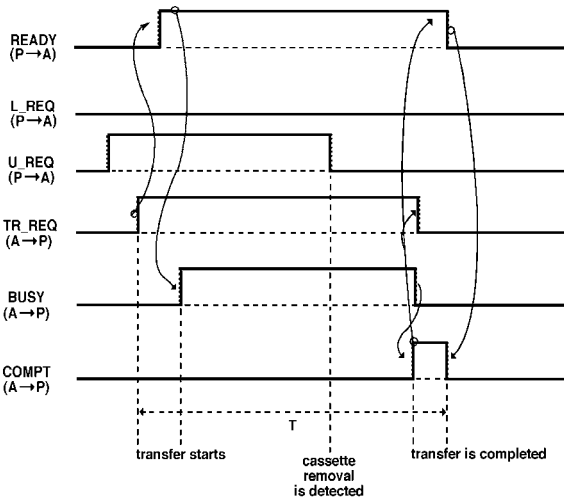 READY
(P→A)
L_REQ
(P→A)
U_REQ
(P→A)
TR_REQ
(A→P)
BUSY
(A→P)
COMPT
(A→P)
T
transfer starts
cassette
removal
is detected
transfer is completed